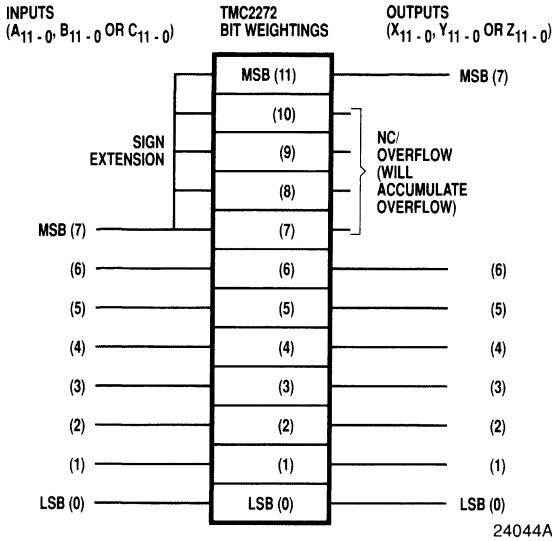 INPUTS
(A11 - 0, B11 - 0 OR C11 - 0)
TMC2272
BIT WEIGHTINGS
OUTPUTS
(X11 - 0, Y11 - 0 OR Z11 - 0)
MSB (11) MSB (7)
(10)
(9)
(8)
SIGN
EXTENSION
NC/
OVERFLOW
(WILL
ACCUMULATE
OVERFLOW)
MSB (7) (7)
(6) (6) (6)
(5) (5) (5)
(4) (4) (4)
(3) (3) (3)
(2) (2) (2)
(1) (1) (1)
LSB (0) LSB (0) LSB (0)
24044A